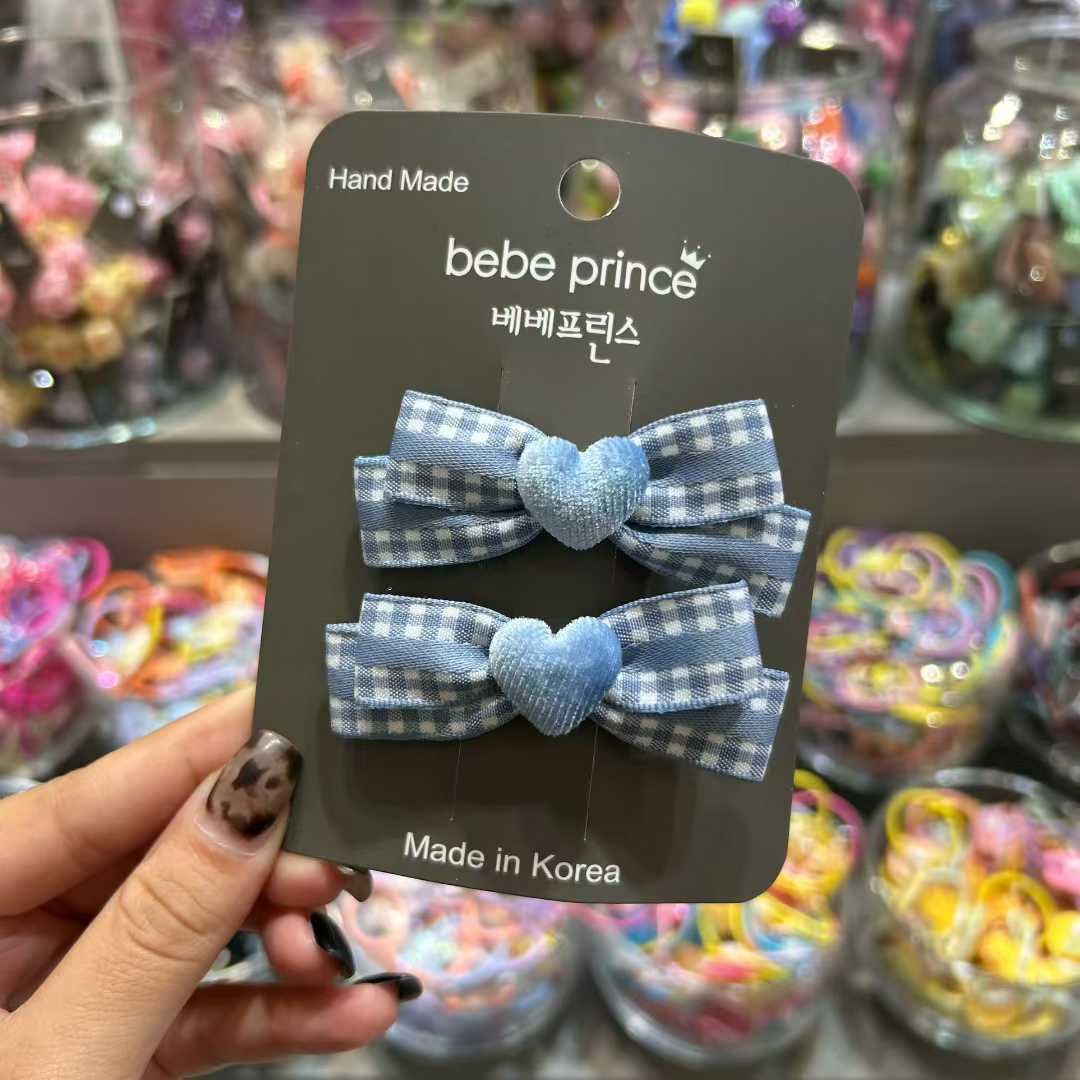 Hand Made
bebe prince
베베프린스
Made in Korea